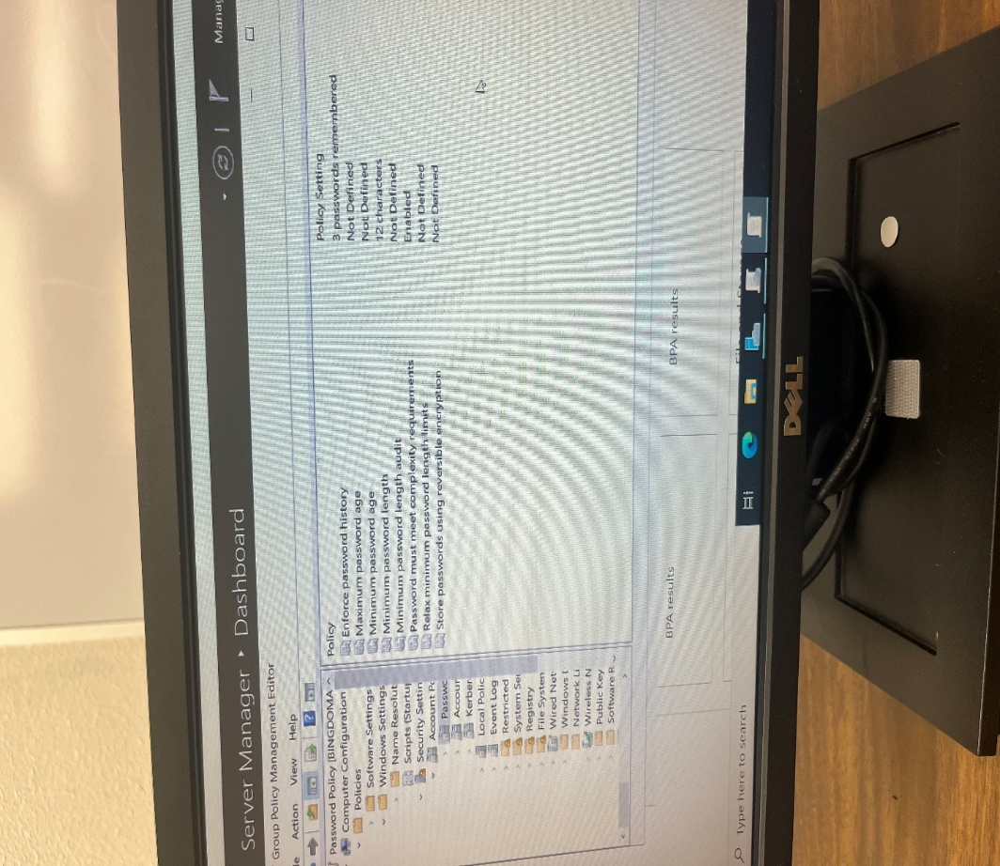 Server Manager ‣ Dashboard
Manag
Group Policy Management Editor
le Action View Help
Password Policy [BINGDOMA
Computer Configuration
Policies
Software Settings
Windows Settings
Name Resolut
Scripts (Startu
Security Settin
Account Po
Passwo
Accour
Kerber
Local Polic
Event Log
Restricted
System Ser
Registry
File System
Wired Net
Windows
Network Li
Wireless N
Public Key
Software R
Policy Policy Setting
Enforce password history 3 passwords remembered
Maximum password age Not Defined
Minimum password age Not Defined
Minimum password length 12 characters
Minimum password length audit Not Defined
Password must meet complexity requirements Enabled
Relax minimum password length limits Not Defined
Store passwords using reversible encryption Not Defined
BPA results BPA results
Type here to search
DELL